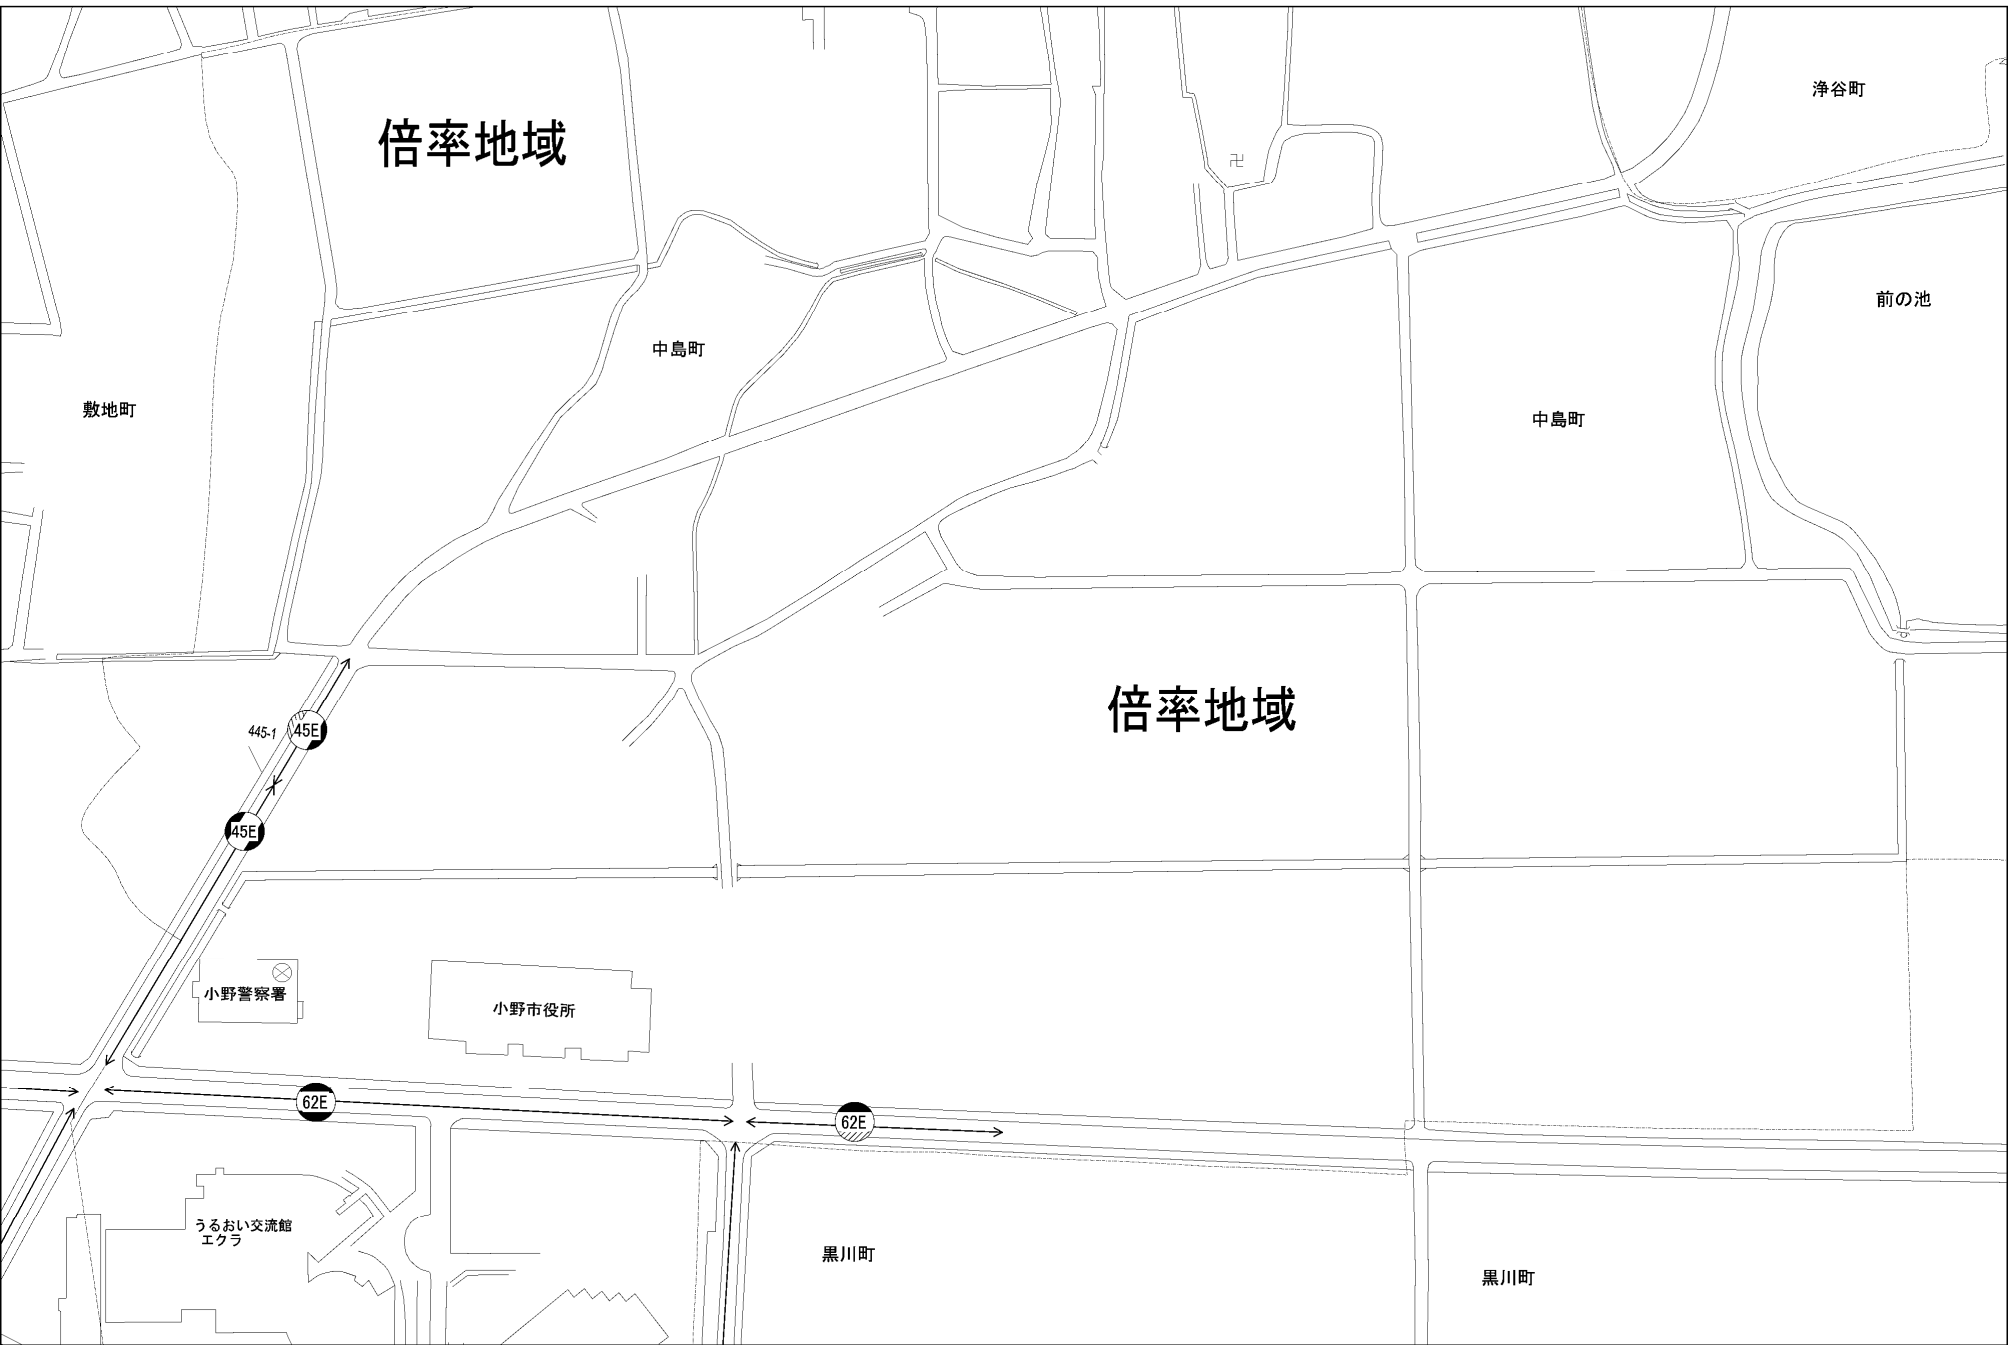 浄谷町
倍率地域
前の池
中島町
敷地町
中島町
倍率地域
445-1
45E
45E
小野警察署
小野市役所
62E
62E
うるおい交流館
エクラ
黒川町
黒川町